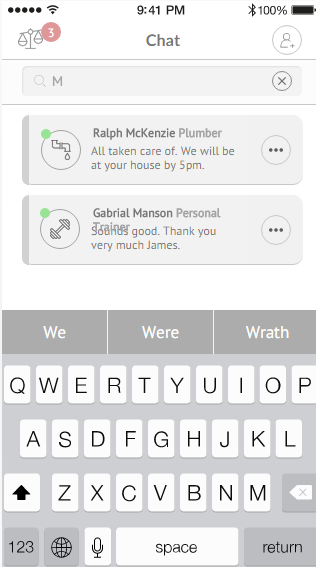 9:41 PM 100%
3 Chat
M
Ralph McKenzie Plumber
All taken care of. We will be
at your house by 5pm.
Gabrial Manson Personal
Trainer
Sounds good. Thank you
very much James.
We Were Wrath
Q W E R T Y U I O P
A S D F G H J K L
Z X C V B N M
123 space return